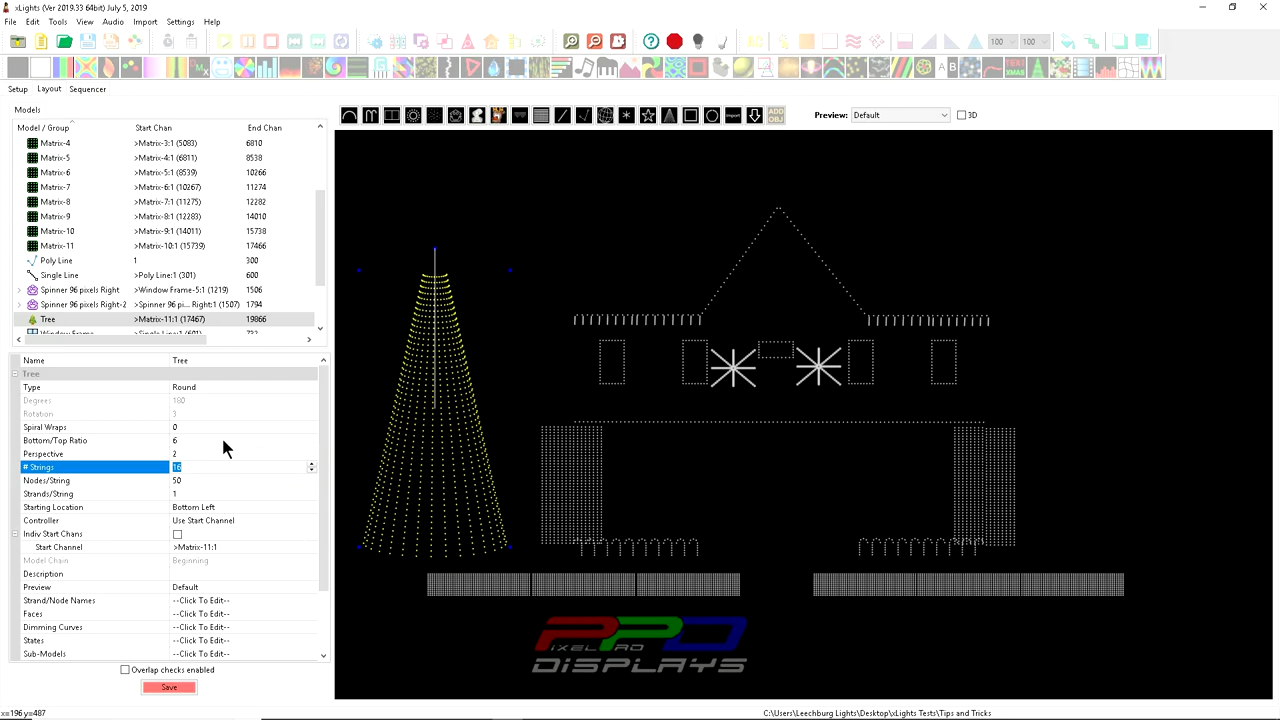 xLights (Ver 2019.33 64bit) July 5, 2019
File Edit Tools View Audio Import Settings Help
100 100
Setup Layout Sequencer
Models
Preview: Default 3D
Model / Group Start Chan End Chan
Matrix-4 >Matrix-3:1 (5083) 6810
Matrix-5 >Matrix-4:1 (6811) 8538
Matrix-6 >Matrix-5:1 (8539) 10266
Matrix-7 >Matrix-6:1 (10267) 11274
Matrix-8 >Matrix-7:1 (11275) 12282
Matrix-9 >Matrix-8:1 (12283) 14010
Matrix-10 >Matrix-9:1 (14011) 15738
Matrix-11 >Matrix-10:1 (15739) 17466
Poly Line 1 300
Single Line >Poly Line:1 (301) 600
Spinner 96 pixels Right >Window Frame-5:1 (1219) 1506
Spinner 96 pixels Right-2 >Spinner 96 pi... Right:1 (1507) 1794
Tree >Matrix-11:1 (17467) 19866
Window Frame >Single Line:1 (601) 732
Name Tree
Tree
Type Round
Degrees 180
Rotation 3
Spiral Wraps 0
Bottom/Top Ratio 6
Perspective 2
# Strings 16
Nodes/String 50
Strands/String 1
Starting Location Bottom Left
Controller Use Start Channel
Indiv Start Chans
Start Channel >Matrix-11:1
Model Chain Beginning
Description
Preview Default
Strand/Node Names --Click To Edit--
Faces --Click To Edit--
Dimming Curves --Click To Edit--
States --Click To Edit--
Sub-Models --Click To Edit--
Overlap checks enabled
Save
PIXEL PRO
DISPLAYS
x=196 y=487 C:\Users\Leechburg Lights\Desktop\xLights Tests\Tips and Tricks